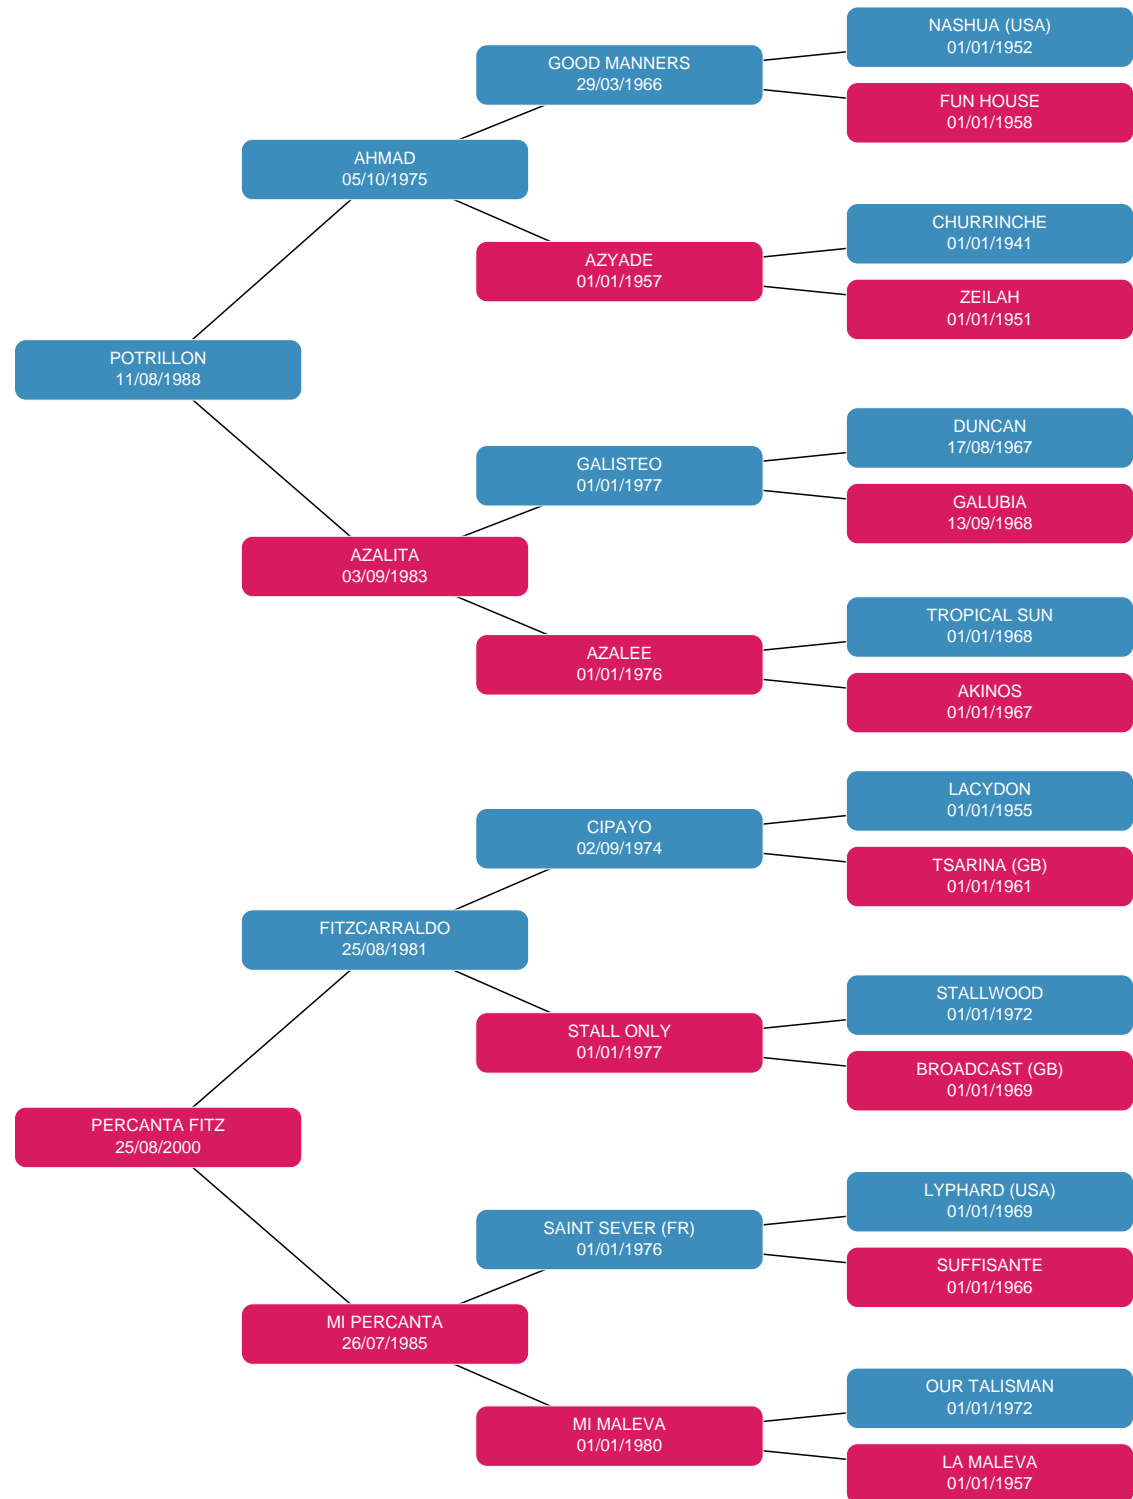 NASHUA (USA)
01/01/1952
GOOD MANNERS
29/03/1966
FUN HOUSE
01/01/1958
AHMAD
05/10/1975
CHURRINCHE
01/01/1941
AZYADE
01/01/1957
ZEILAH
01/01/1951
POTRILLON
11/08/1988
DUNCAN
17/08/1967
GALISTEO
01/01/1977
GALUBIA
13/09/1968
AZALITA
03/09/1983
TROPICAL SUN
01/01/1968
AZALEE
01/01/1976
AKINOS
01/01/1967
LACYDON
01/01/1955
CIPAYO
02/09/1974
TSARINA (GB)
01/01/1961
FITZCARRALDO
25/08/1981
STALLWOOD
01/01/1972
STALL ONLY
01/01/1977
BROADCAST (GB)
01/01/1969
PERCANTA FITZ
25/08/2000
LYPHARD (USA)
01/01/1969
SAINT SEVER (FR)
01/01/1976
SUFFISANTE
01/01/1966
MI PERCANTA
26/07/1985
OUR TALISMAN
01/01/1972
MI MALEVA
01/01/1980
LA MALEVA
01/01/1957